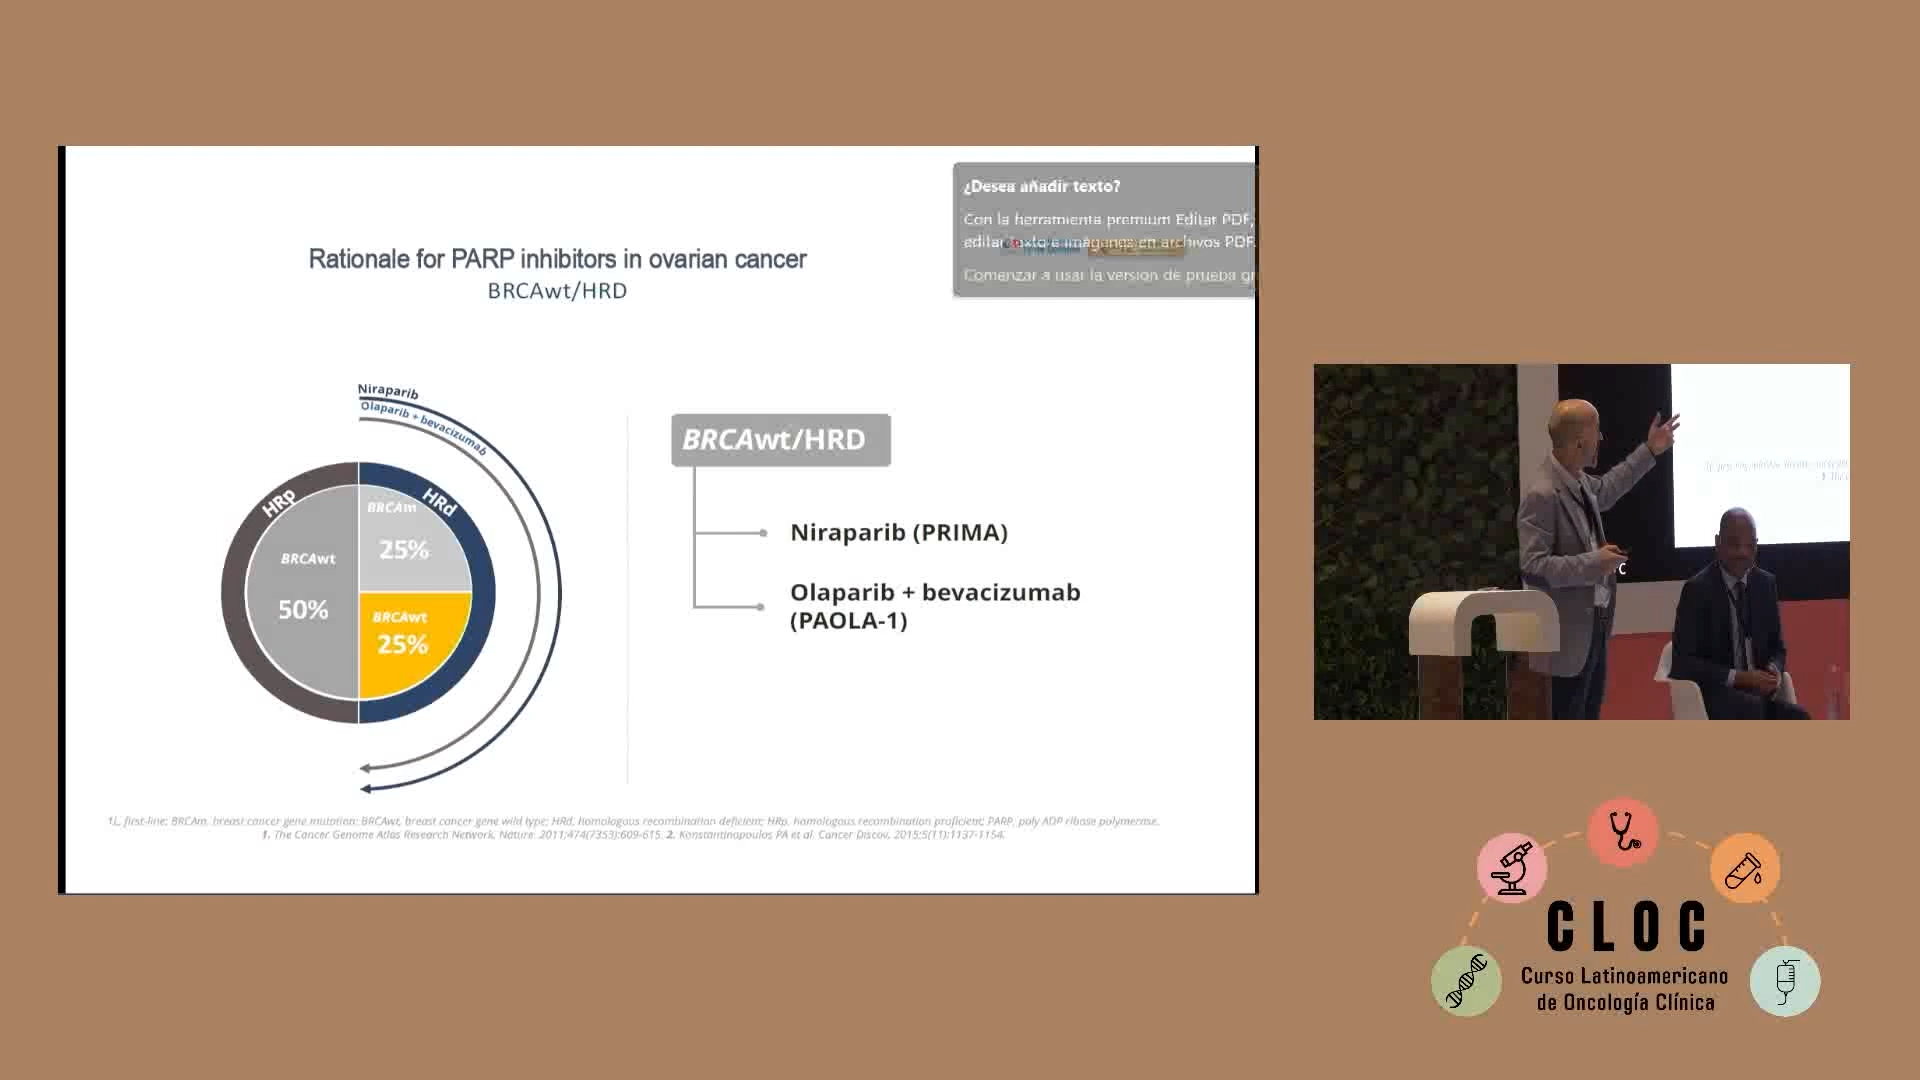 ¿Desea añadir texto?
Con la herramienta premium Editar PDF,
editar texto e imágenes en archivos PDF.
Comenzar a usar la versión de prueba gr
Rationale for PARP inhibitors in ovarian cancer
BRCAwt/HRD
Niraparib
Olaparib + bevacizumab
HRp
HRd
BRCAm
25%
BRCAwt
50%
BRCAwt
25%
BRCAwt/HRD
Niraparib (PRIMA)
Olaparib + bevacizumab
(PAOLA-1)
1L, first-line; BRCAm, breast cancer gene mutation; BRCAwt, breast cancer gene wild type; HRd, homologous recombination deficient; HRp, homologous recombination proficient; PARP, poly ADP ribose polymerase.
1. The Cancer Genome Atlas Research Network, Nature. 2011;474(7353):609-615. 2. Konstantinopoulos PA et al. Cancer Discov. 2015;5(11):1137-1154.
CLOC
Curso Latinoamericano
de Oncología Clínica